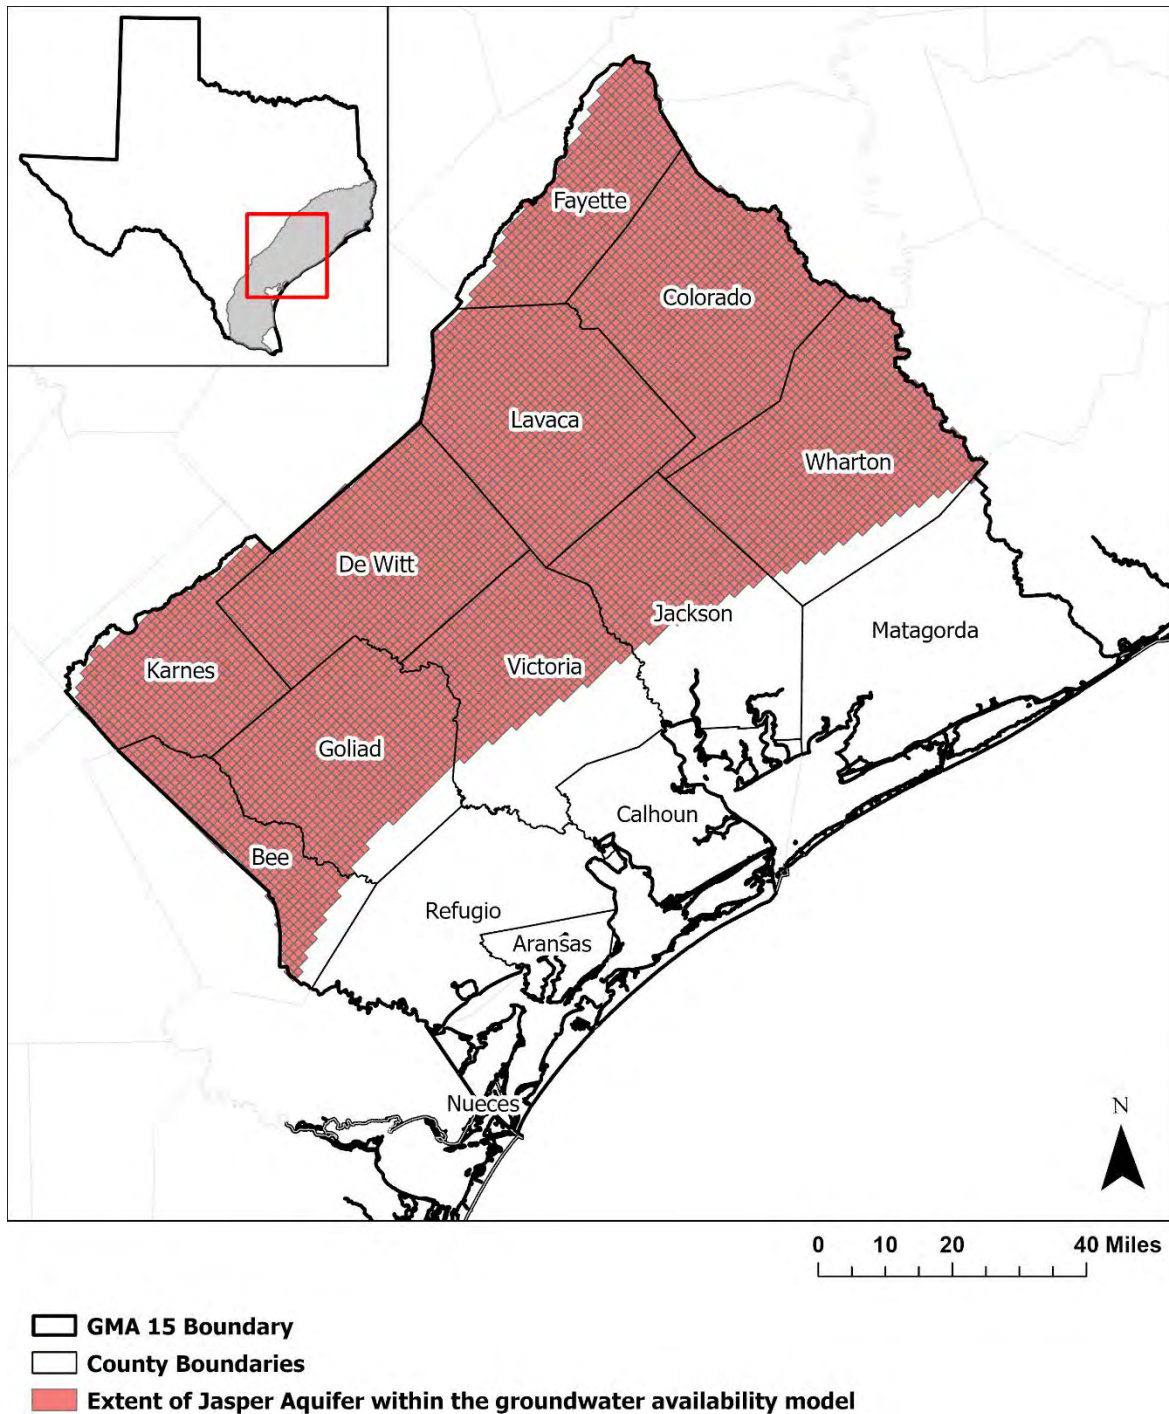 Fayette
Colorado
Lavaca
Wharton
De Witt
Jackson
Matagorda
Karnes
Victoria
Goliad
Calhoun
Bee
Refugio
Aransas
Nueces
N
0 10 20 40 Miles
GMA 15 Boundary
County Boundaries
Extent of Jasper Aquifer within the groundwater availability model